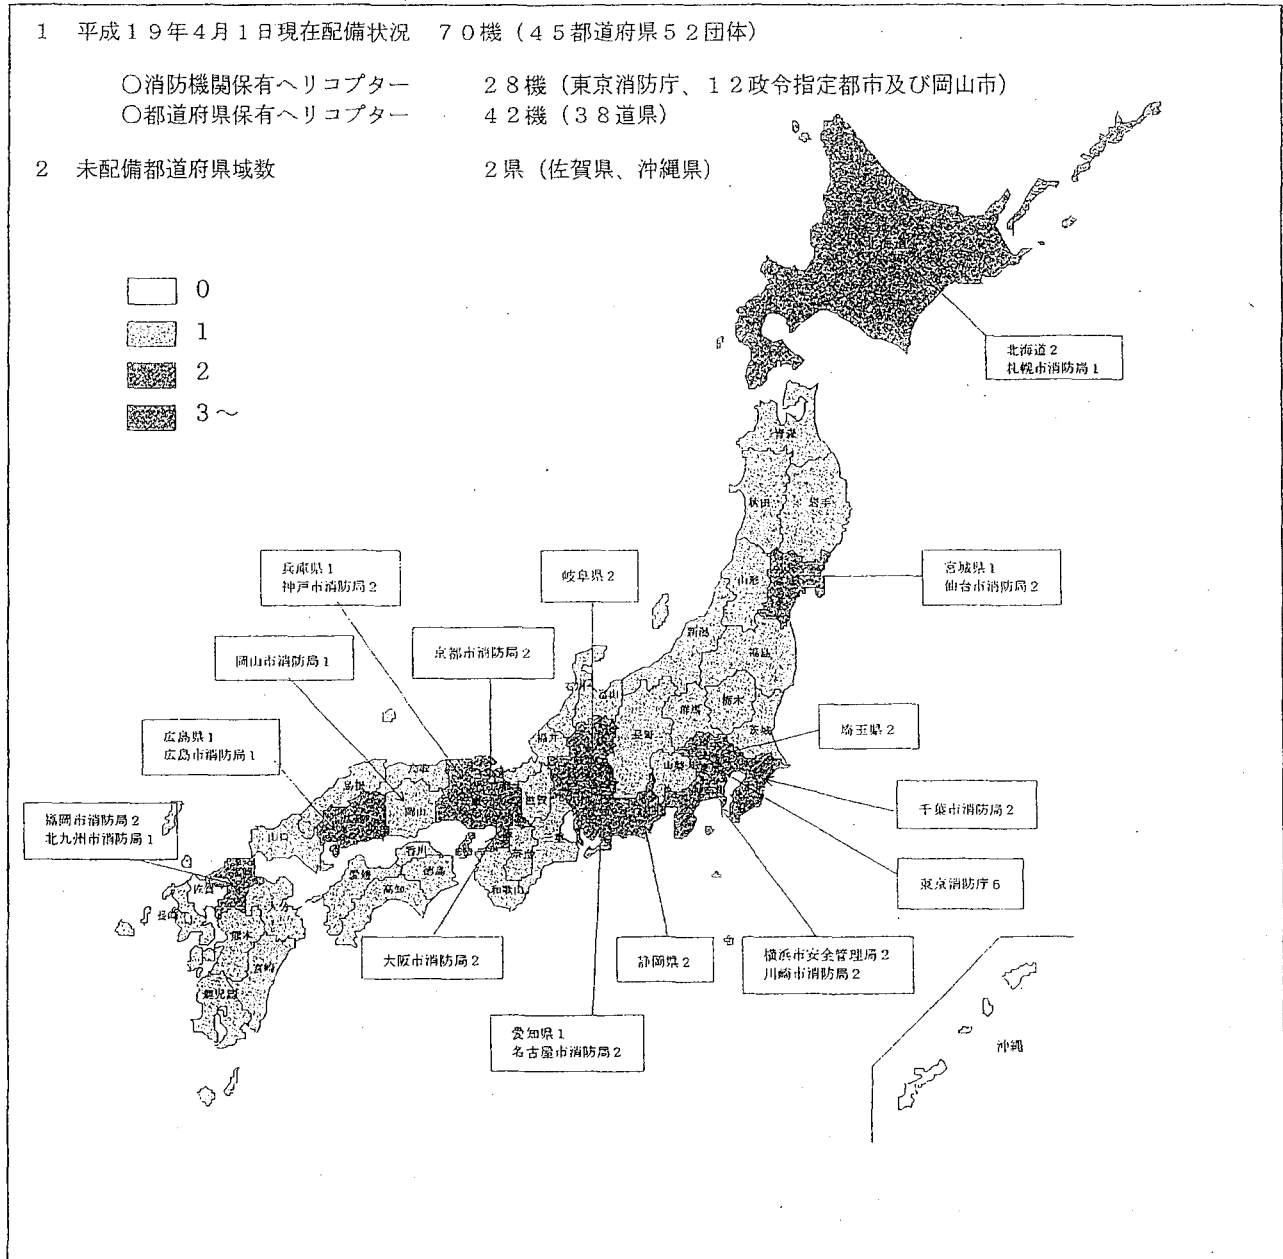 1 平成19年4月1日現在配備状況 70機(45都道府県52団体)
○消防機関保有ヘリコプター 28機(東京消防庁、12政令指定都市及び岡山市)
○都道府県保有ヘリコプター 42機(38道県)
2 未配備都道府県域数 2県(佐賀県、沖縄県)
0
1
2
3~
北海道
北海道2
札幌市消防局1
青森
秋田
岩手
山形
宮城県1
仙台市消防局2
兵庫県1
神戸市消防局2
岐阜県2
京都市消防局2
岡山市消防局1
新潟
福島
富山
群馬
栃木
茨城
埼玉県2
広島県1
広島市消防局1
福井
長野
山梨
千葉市消防局2
鳥取
島根
岡山
滋賀
福岡市消防局2
北九州市消防局1
山口
香川
愛媛
徳島
高知
奈良
和歌山
佐賀
長崎
大分
熊本
宮崎
鹿児島
東京消防庁6
大阪市消防局2
静岡県2
横浜市安全管理局2
川崎市消防局2
愛知県1
名古屋市消防局2
沖縄